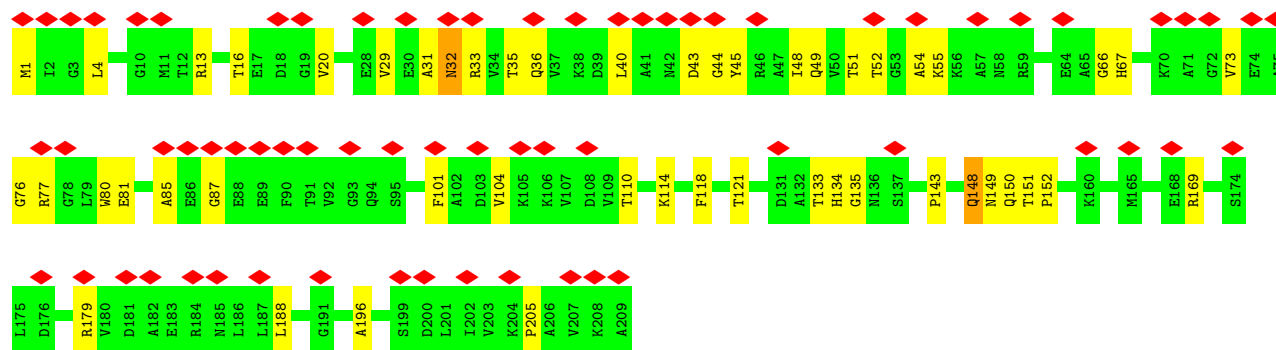 M1 I2 G3 L4 G10 M11 T12 R13 T16 E17 D18 G19 V20 E28 V29 E30 A31 N32 R33 V34 T35 Q36 V37 K38 D39 L40 A41 N42 D43 G44 Y45 R46 A47 I48 Q49 V50 T51 T52 G53 A54 K55 K56 A57 N58 R59 E64 A65 G66 H67 K70 A71 G72 V73 E74 A75
G76 R77 G78 L79 W80 E81 A85 E86 G87 E88 E89 F90 T91 V92 G93 Q94 S95 F101 A102 D103 V104 K105 K106 V107 D108 V109 T110 K114 F118 T121 D131 A132 T133 H134 G135 N136 S137 P143 Q148 N149 Q150 T151 P152 K160 M165 E168 R169 S174
L175 D176 R179 V180 D181 A182 E183 R184 N185 L186 L187 L188 G191 A196 S199 D200 L201 I202 V203 K204 P205 A206 V207 K208 A209